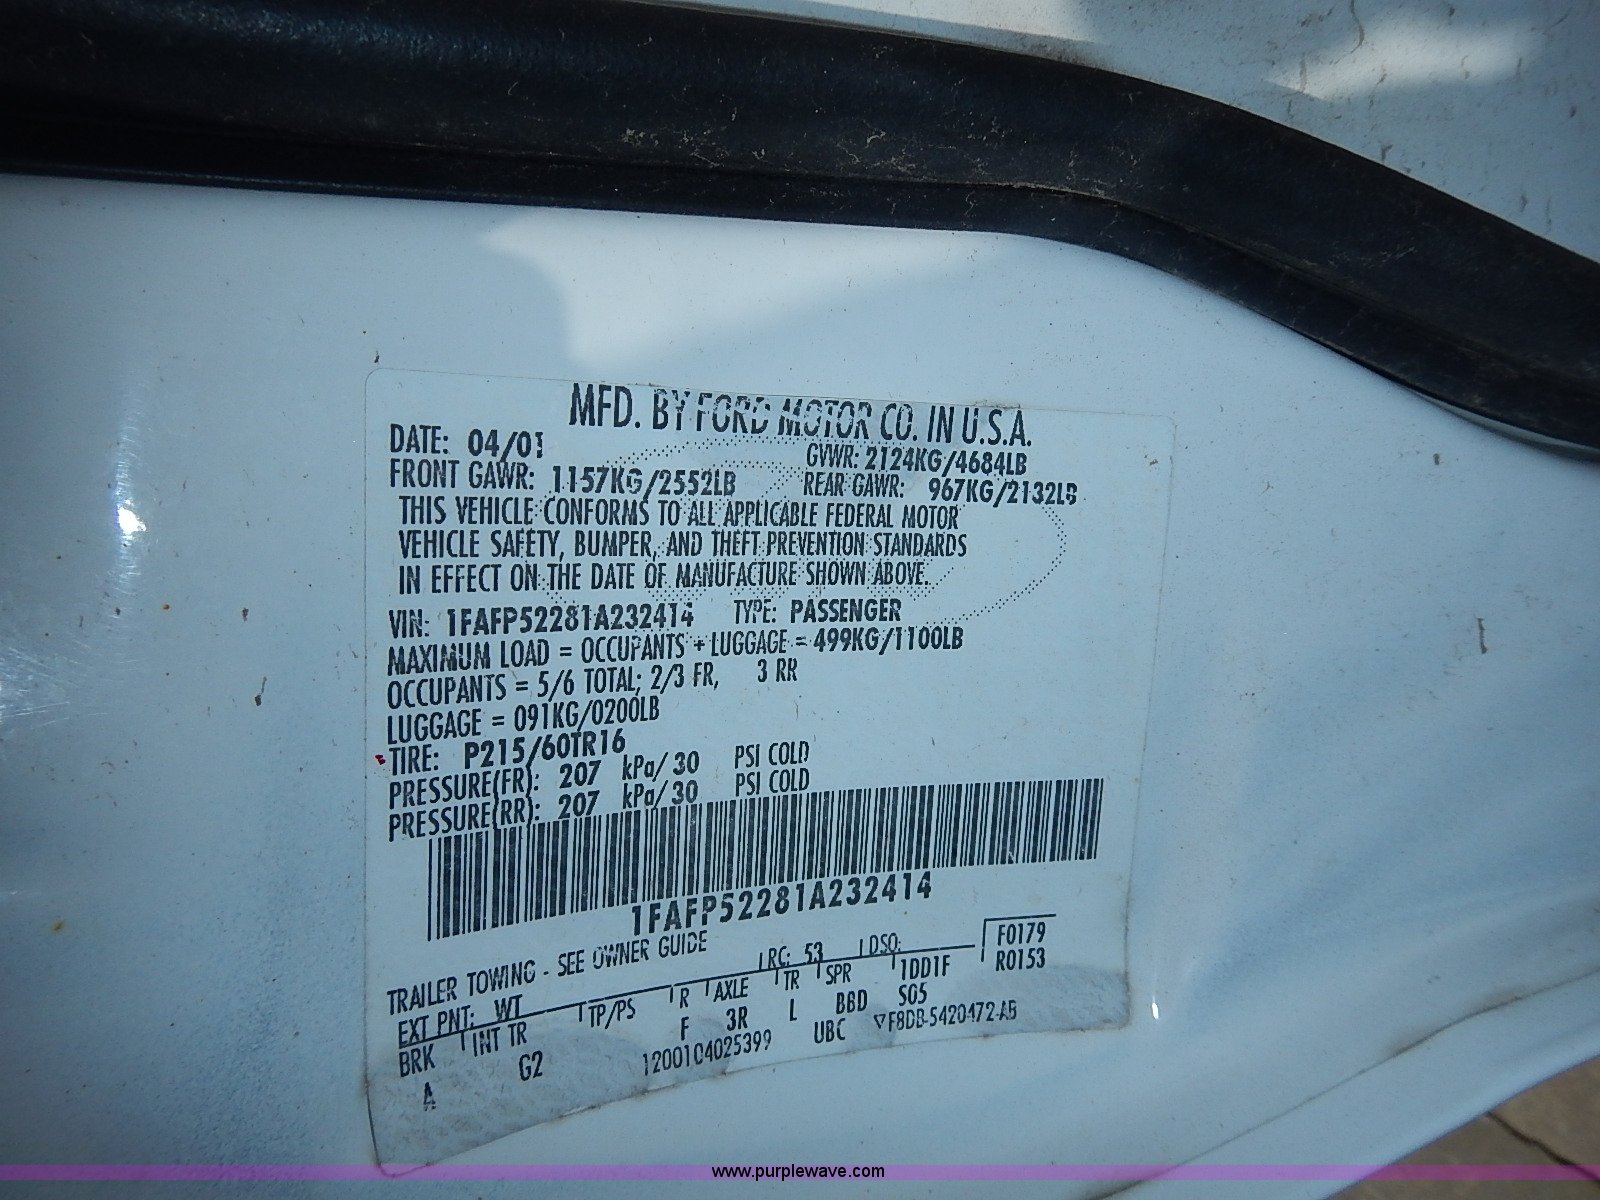 MFD. BY FORD MOTOR CO. IN U.S.A.
DATE: 04/01 GVWR: 2124KG/4684LB
FRONT GAWR: 1157KG/2552LB REAR GAWR: 967KG/2132LB
THIS VEHICLE CONFORMS TO ALL APPLICABLE FEDERAL MOTOR
VEHICLE SAFETY, BUMPER, AND THEFT PREVENTION STANDARDS
IN EFFECT ON THE DATE OF MANUFACTURE SHOWN ABOVE.
VIN: 1FAFP52281A232414 TYPE: PASSENGER
MAXIMUM LOAD = OCCUPANTS + LUGGAGE = 499KG/1100LB
OCCUPANTS = 5/6 TOTAL; 2/3 FR, 3 RR
LUGGAGE = 091KG/0200LB
TIRE: P215/60TR16
PRESSURE(FR): 207 kPa/ 30 PSI COLD
PRESSURE(RR): 207 kPa/ 30 PSI COLD
1FAFP52281A232414
TRAILER TOWING - SEE OWNER GUIDE
EXT PNT: WT RC: 53 DSO: F0179
BRK INT TR TP/PS R AXLE TR SPR 1DD1F R0153
A G2 F 3R L B6D SG5
1200104025399 UBC ▽F8DB-5420472-AB
www.purplewave.com